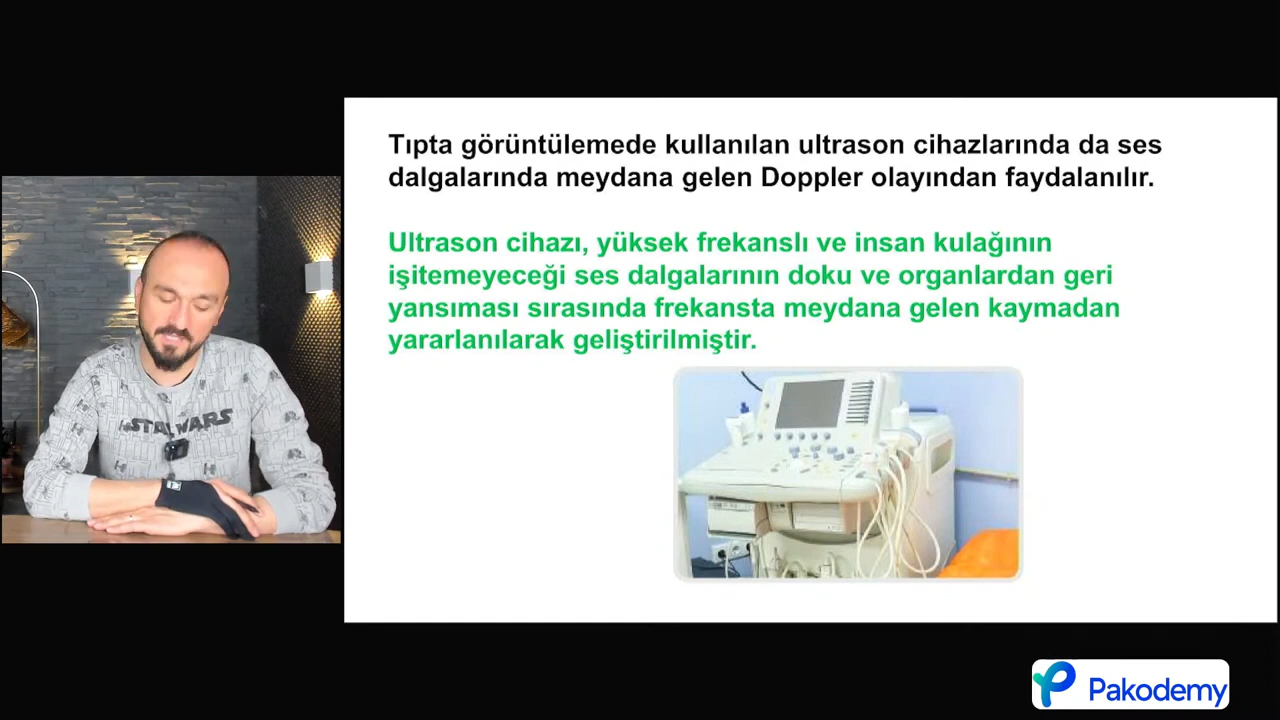 Tıpta görüntülemede kullanılan ultrason cihazlarında da ses
dalgalarında meydana gelen Doppler olayından faydalanılır.
Ultrason cihazı, yüksek frekanslı ve insan kulağının
işitemeyeceği ses dalgalarının doku ve organlardan geri
yansıması sırasında frekansta meydana gelen kaymadan
yararlanılarak geliştirilmiştir.
STAR WARS
Pakodemy